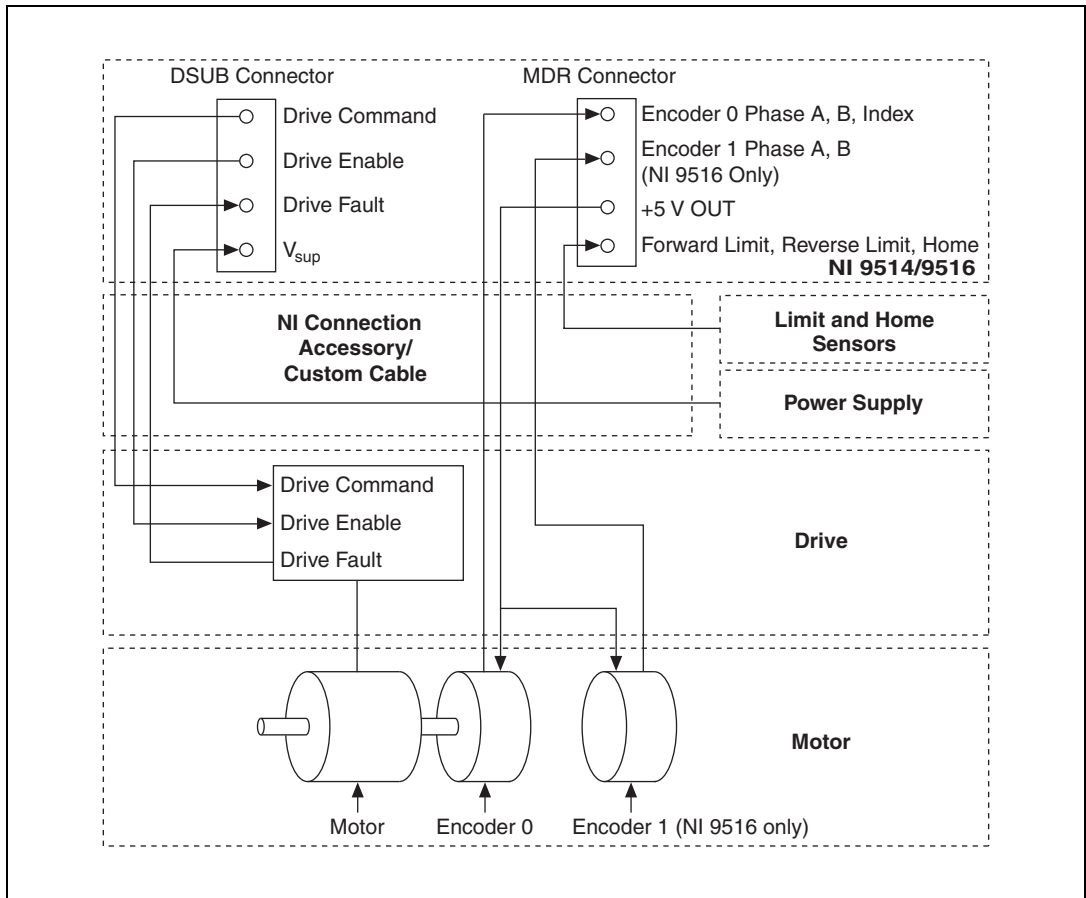 DSUB Connector
Drive Command
Drive Enable
Drive Fault
Vsup
MDR Connector
Encoder 0 Phase A, B, Index
Encoder 1 Phase A, B
(NI 9516 Only)
+5 V OUT
Forward Limit, Reverse Limit, Home
NI 9514/9516
NI Connection
Accessory/
Custom Cable
Limit and Home
Sensors
Power Supply
Drive Command
Drive Enable
Drive Fault
Drive
Motor
Motor
Encoder 0
Encoder 1 (NI 9516 only)